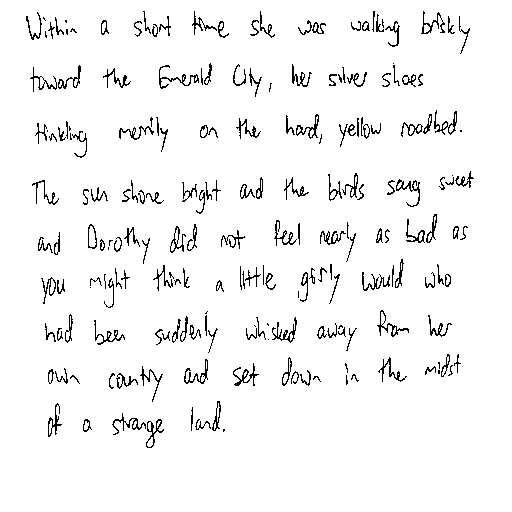 Within a short time she was walking briskly
toward the Emerald City, her silver shoes
tinkling merrily on the hard, yellow roadbed.
The sun shone bright and the birds sang sweet
and Dorothy did not feel nearly as bad as
you might think a little girly would who
had been suddenly whisked away from her
own country and set down in the midst
of a strange land.